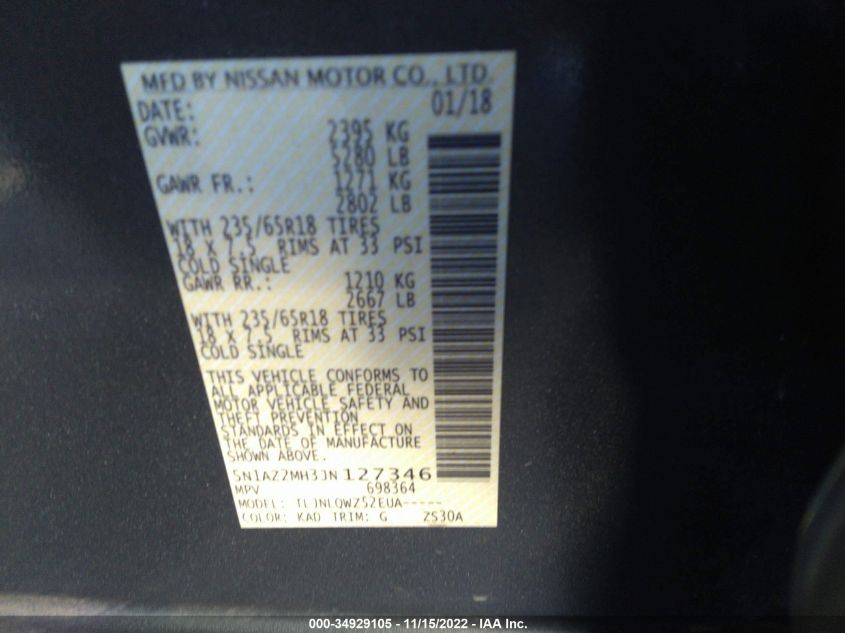 MFD BY NISSAN MOTOR CO., LTD.
DATE: 01/18
GVWR: 2395 KG
5280 LB
GAWR FR.: 1271 KG
2802 LB
WITH 235/65R18 TIRES
18 X 7.5 RIMS AT 33 PSI
COLD SINGLE
GAWR RR.: 1210 KG
2667 LB
WITH 235/65R18 TIRES
18 X 7.5 RIMS AT 33 PSI
COLD SINGLE
THIS VEHICLE CONFORMS TO
ALL APPLICABLE FEDERAL
MOTOR VEHICLE SAFETY AND
THEFT PREVENTION
STANDARDS IN EFFECT ON
THE DATE OF MANUFACTURE
SHOWN ABOVE.
5N1AZ2MH3JN127346
MPV 698364
MODEL: TLJNLQWZ52EUA-----
COLOR: KAD TRIM: G ZS30A
000-34929105 - 11/15/2022 - IAA Inc.